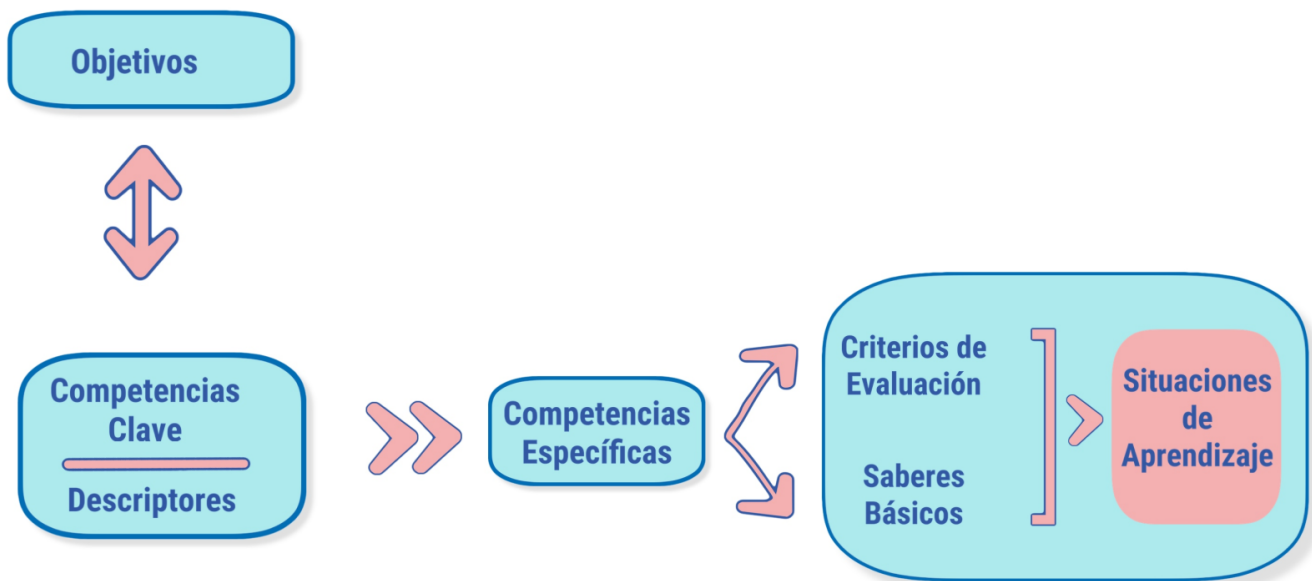 Objetivos
Competencias
Clave
Descriptores
Competencias
Específicas
Criterios de
Evaluación
Saberes
Básicos
Situaciones
de
Aprendizaje